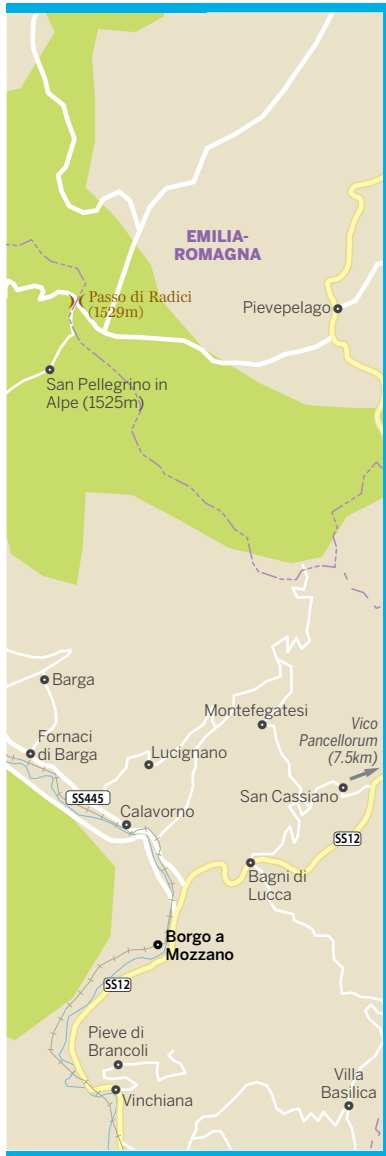 EMILIA-
ROMAGNA
Passo di Radici
(1529m)
Pievepelago
San Pellegrino in
Alpe (1525m)
Barga
Montefegatesi
Vico
Pancellorum
(7.5km)
Fornaci
di Barga
Lucignano
San Cassiano
SS445
Calavorno
SS12
Bagni di
Lucca
Borgo a
Mozzano
SS12
Pieve di
Brancoli
Villa
Basilica
Vinchiana